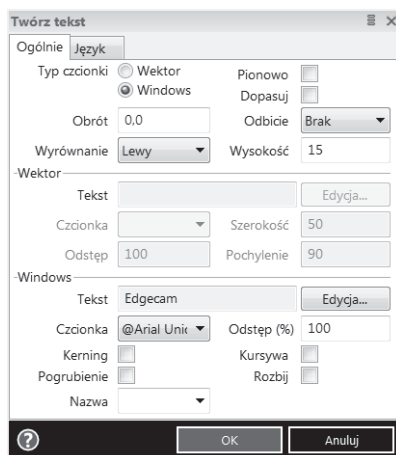 Twórz tekst
Ogólnie Język
Typ czcionki Wektor Pionowo
Windows Dopasuj
Obrót 0,0 Odbicie Brak
Wyrównanie Lewy Wysokość 15
Wektor
Tekst Edycja...
Czcionka Szerokość 50
Odstęp 100 Pochylenie 90
Windows
Tekst Edgecam Edycja...
Czcionka @Arial Unic Odstęp (%) 100
Kerning Kursywa
Pogrubienie Rozbij
Nazwa
? OK Anuluj